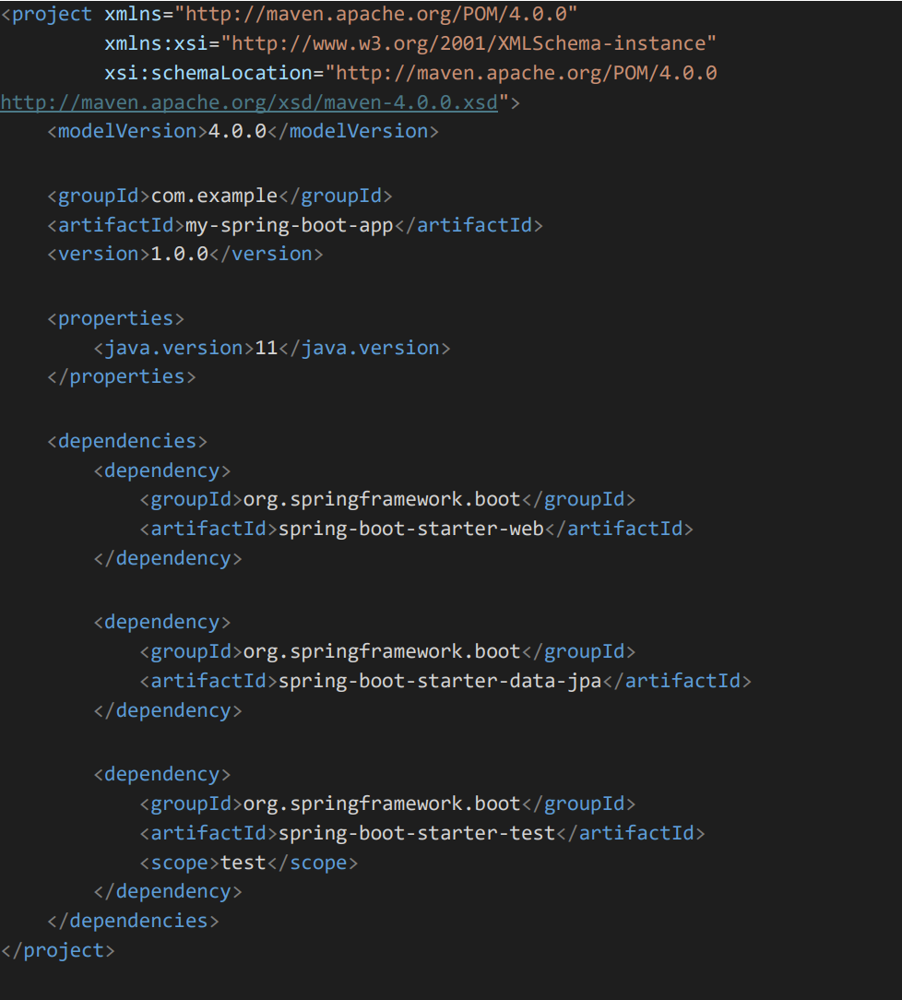 <project xmlns="http://maven.apache.org/POM/4.0.0"
         xmlns:xsi="http://www.w3.org/2001/XMLSchema-instance"
         xsi:schemaLocation="http://maven.apache.org/POM/4.0.0
http://maven.apache.org/xsd/maven-4.0.0.xsd">
    <modelVersion>4.0.0</modelVersion>

    <groupId>com.example</groupId>
    <artifactId>my-spring-boot-app</artifactId>
    <version>1.0.0</version>

    <properties>
        <java.version>11</java.version>
    </properties>

    <dependencies>
        <dependency>
            <groupId>org.springframework.boot</groupId>
            <artifactId>spring-boot-starter-web</artifactId>
        </dependency>

        <dependency>
            <groupId>org.springframework.boot</groupId>
            <artifactId>spring-boot-starter-data-jpa</artifactId>
        </dependency>

        <dependency>
            <groupId>org.springframework.boot</groupId>
            <artifactId>spring-boot-starter-test</artifactId>
            <scope>test</scope>
        </dependency>
    </dependencies>
</project>